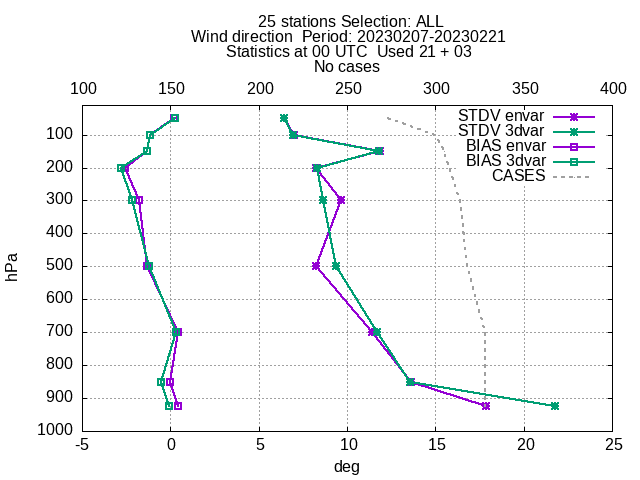 25 stations Selection: ALL
Wind direction  Period: 20230207-20230221
Statistics at 00 UTC  Used 21 + 03
No cases
100 150 200 250 300 350 400
STDV envar
STDV 3dvar
BIAS envar
BIAS 3dvar
CASES
100
200
300
400
500
600
700
800
900
1000
hPa
-5 0 5 10 15 20 25
deg